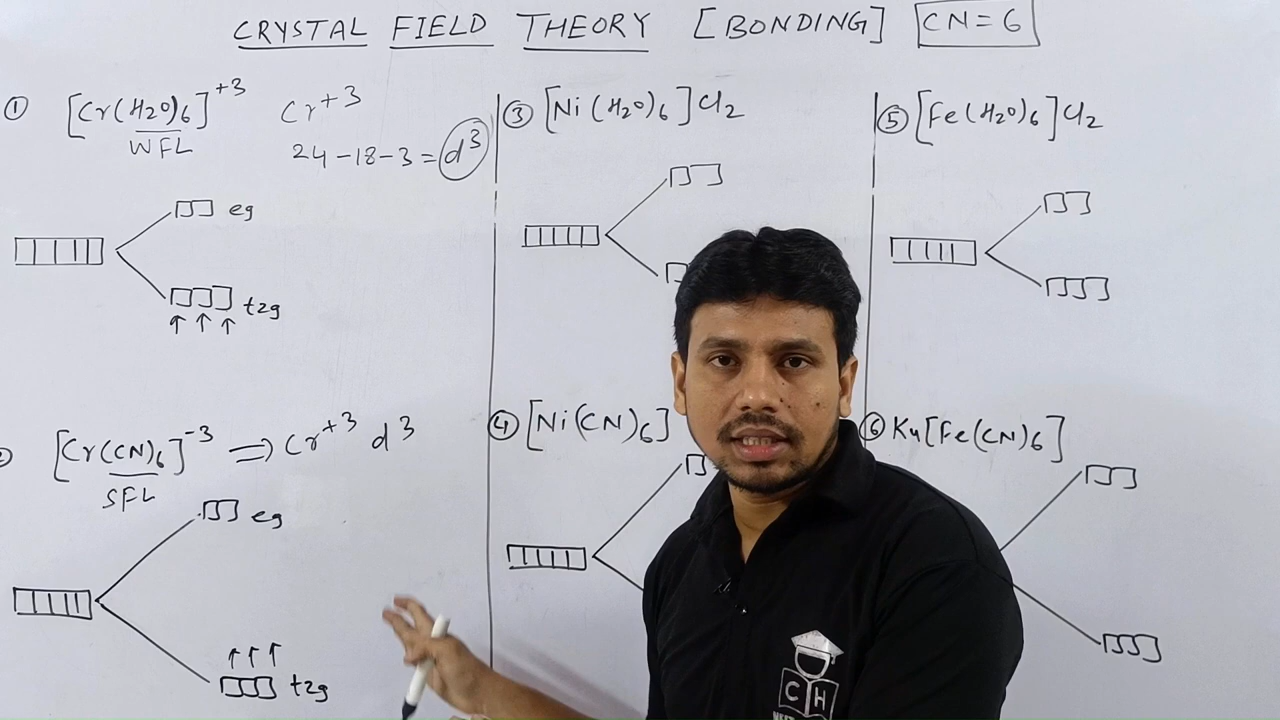 CRYSTAL FIELD THEORY [BONDING] CN=6
① [Cr(H2O)6]+3 Cr+3
WFL
24-18-3=d3
eg
t2g
[Cr(CN)6]-3 ⇒ Cr+3 d3
SFL
eg
t2g
③ [Ni(H2O)6]Cl2
④ [Ni(CN)6]
⑤ [Fe(H2O)6]Cl2
⑥ K4[Fe(CN)6]
C H